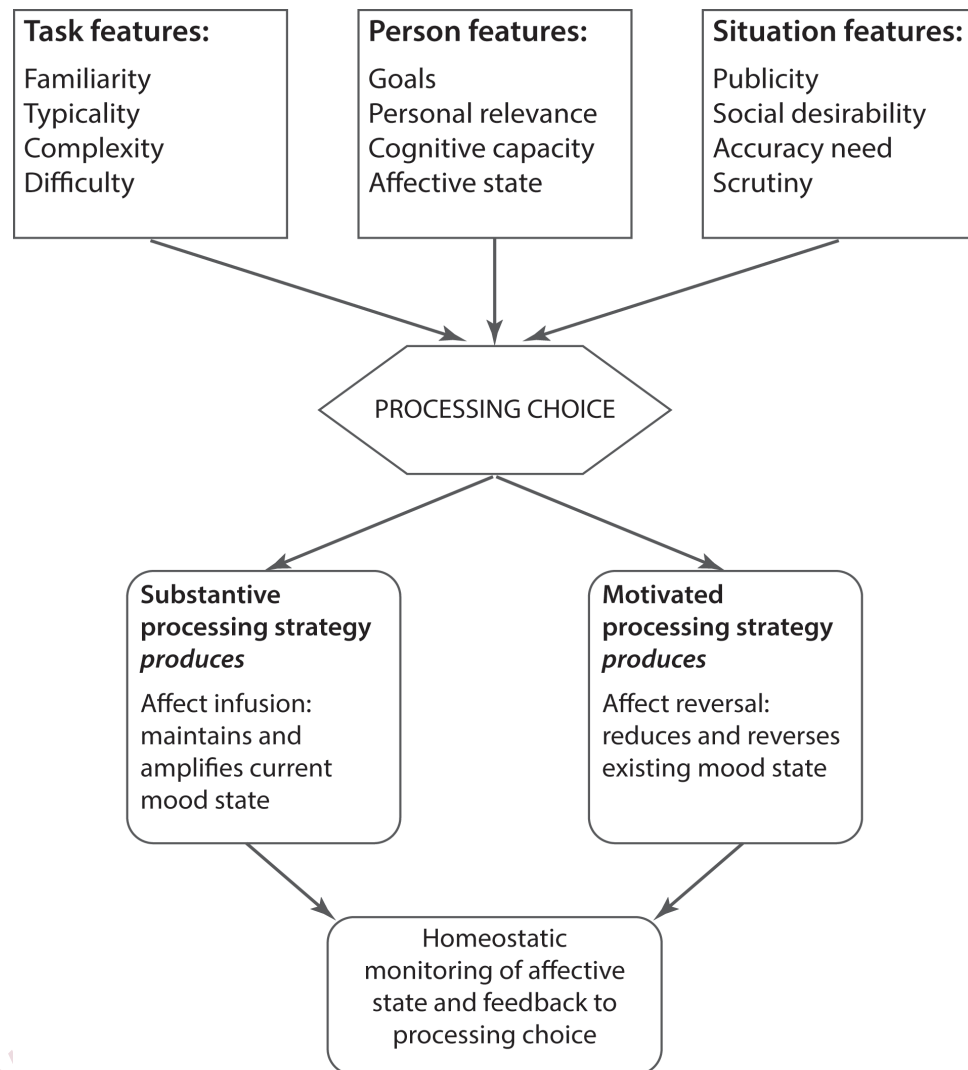 Task features:
Familiarity
Typicality
Complexity
Difficulty
Person features:
Goals
Personal relevance
Cognitive capacity
Affective state
Situation features:
Publicity
Social desirability
Accuracy need
Scrutiny
PROCESSING CHOICE
Substantive
processing strategy
produces
Affect infusion:
maintains and
amplifies current
mood state
Motivated
processing strategy
produces
Affect reversal:
reduces and reverses
existing mood state
Homeostatic
monitoring of affective
state and feedback to
processing choice